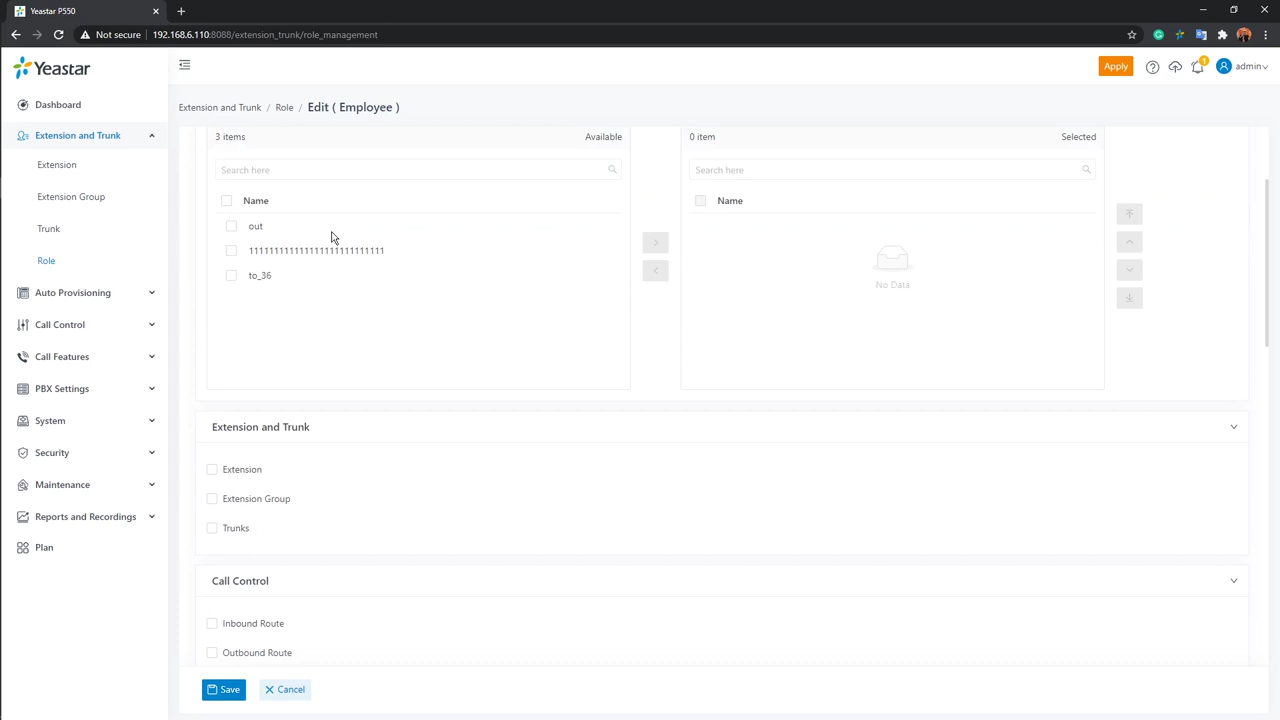 Yeastar P550
Not secure 192.168.6.110:8088/extension_trunk/role_management
Yeastar
Apply
1
admin
Dashboard
Extension and Trunk
Extension
Extension Group
Trunk
Role
Auto Provisioning
Call Control
Call Features
PBX Settings
System
Security
Maintenance
Reports and Recordings
Plan
Extension and Trunk / Role / Edit ( Employee )
3 items Available
Search here
Name
out
to_36
0 item Selected
Search here
Name
No Data
Extension and Trunk
Extension
Extension Group
Trunks
Call Control
Inbound Route
Outbound Route
Save
Cancel